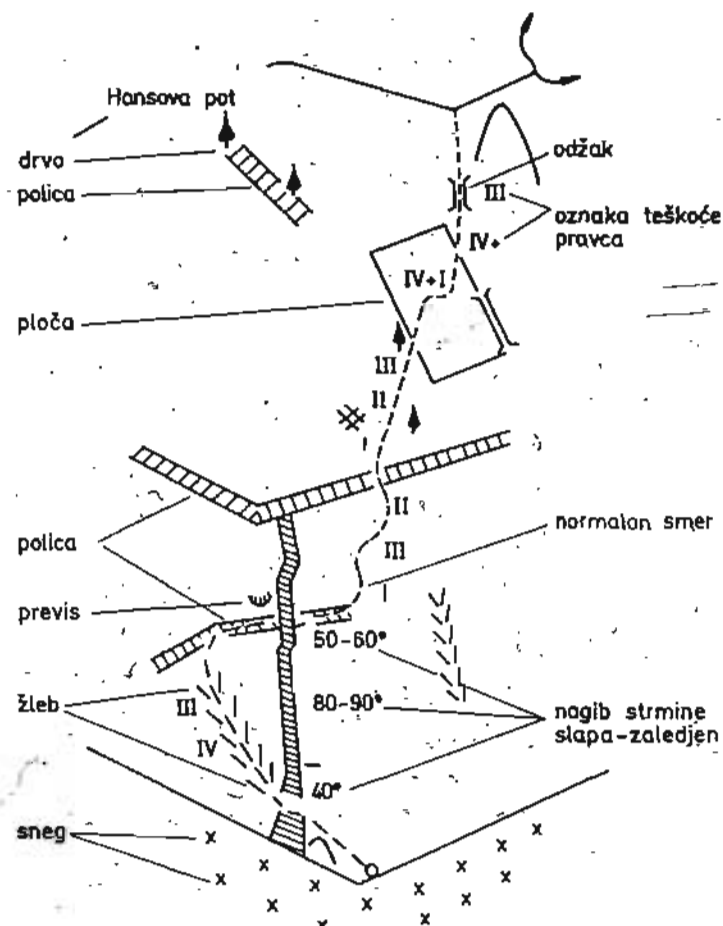 Hansova pot
drvo
polica
odžak
III
oznaka teškoće
pravca
IV+
IV+I
ploča
III
II
II
polica
normalon smer
III
previs
50-60°
žleb
III
80-90°
nagib strmine
slapa-zaledjen
IV
40°
sneg
x x x x x x x x x x x x x x